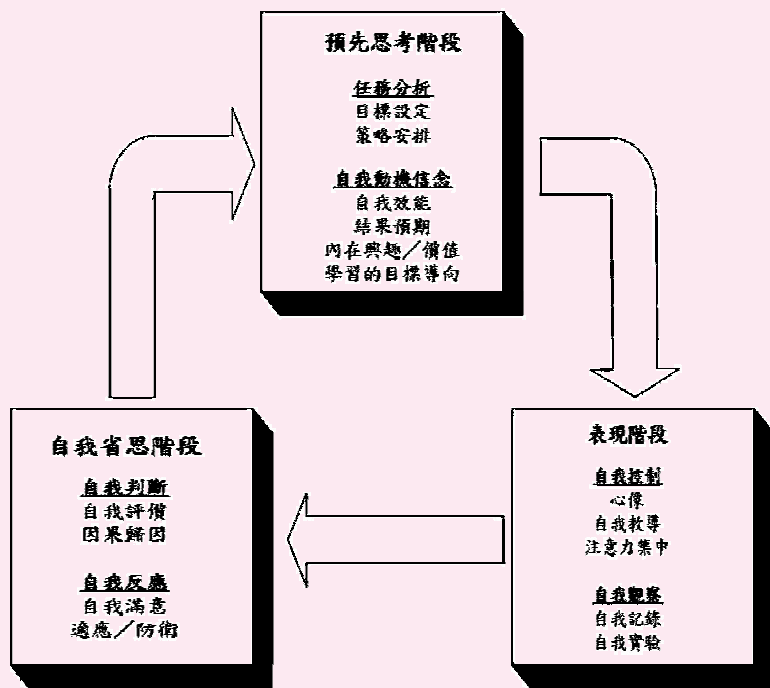 預先思考階段
任務分析
目標設定
策略安排
自我動機信念
自我效能
結果預期
內在興趣／價值
學習的目標導向
表現階段
自我控制
心像
自我教導
注意力集中
自我觀察
自我記錄
自我實驗
自我省思階段
自我判斷
自我評價
因果歸因
自我反應
自我滿意
適應／防衛